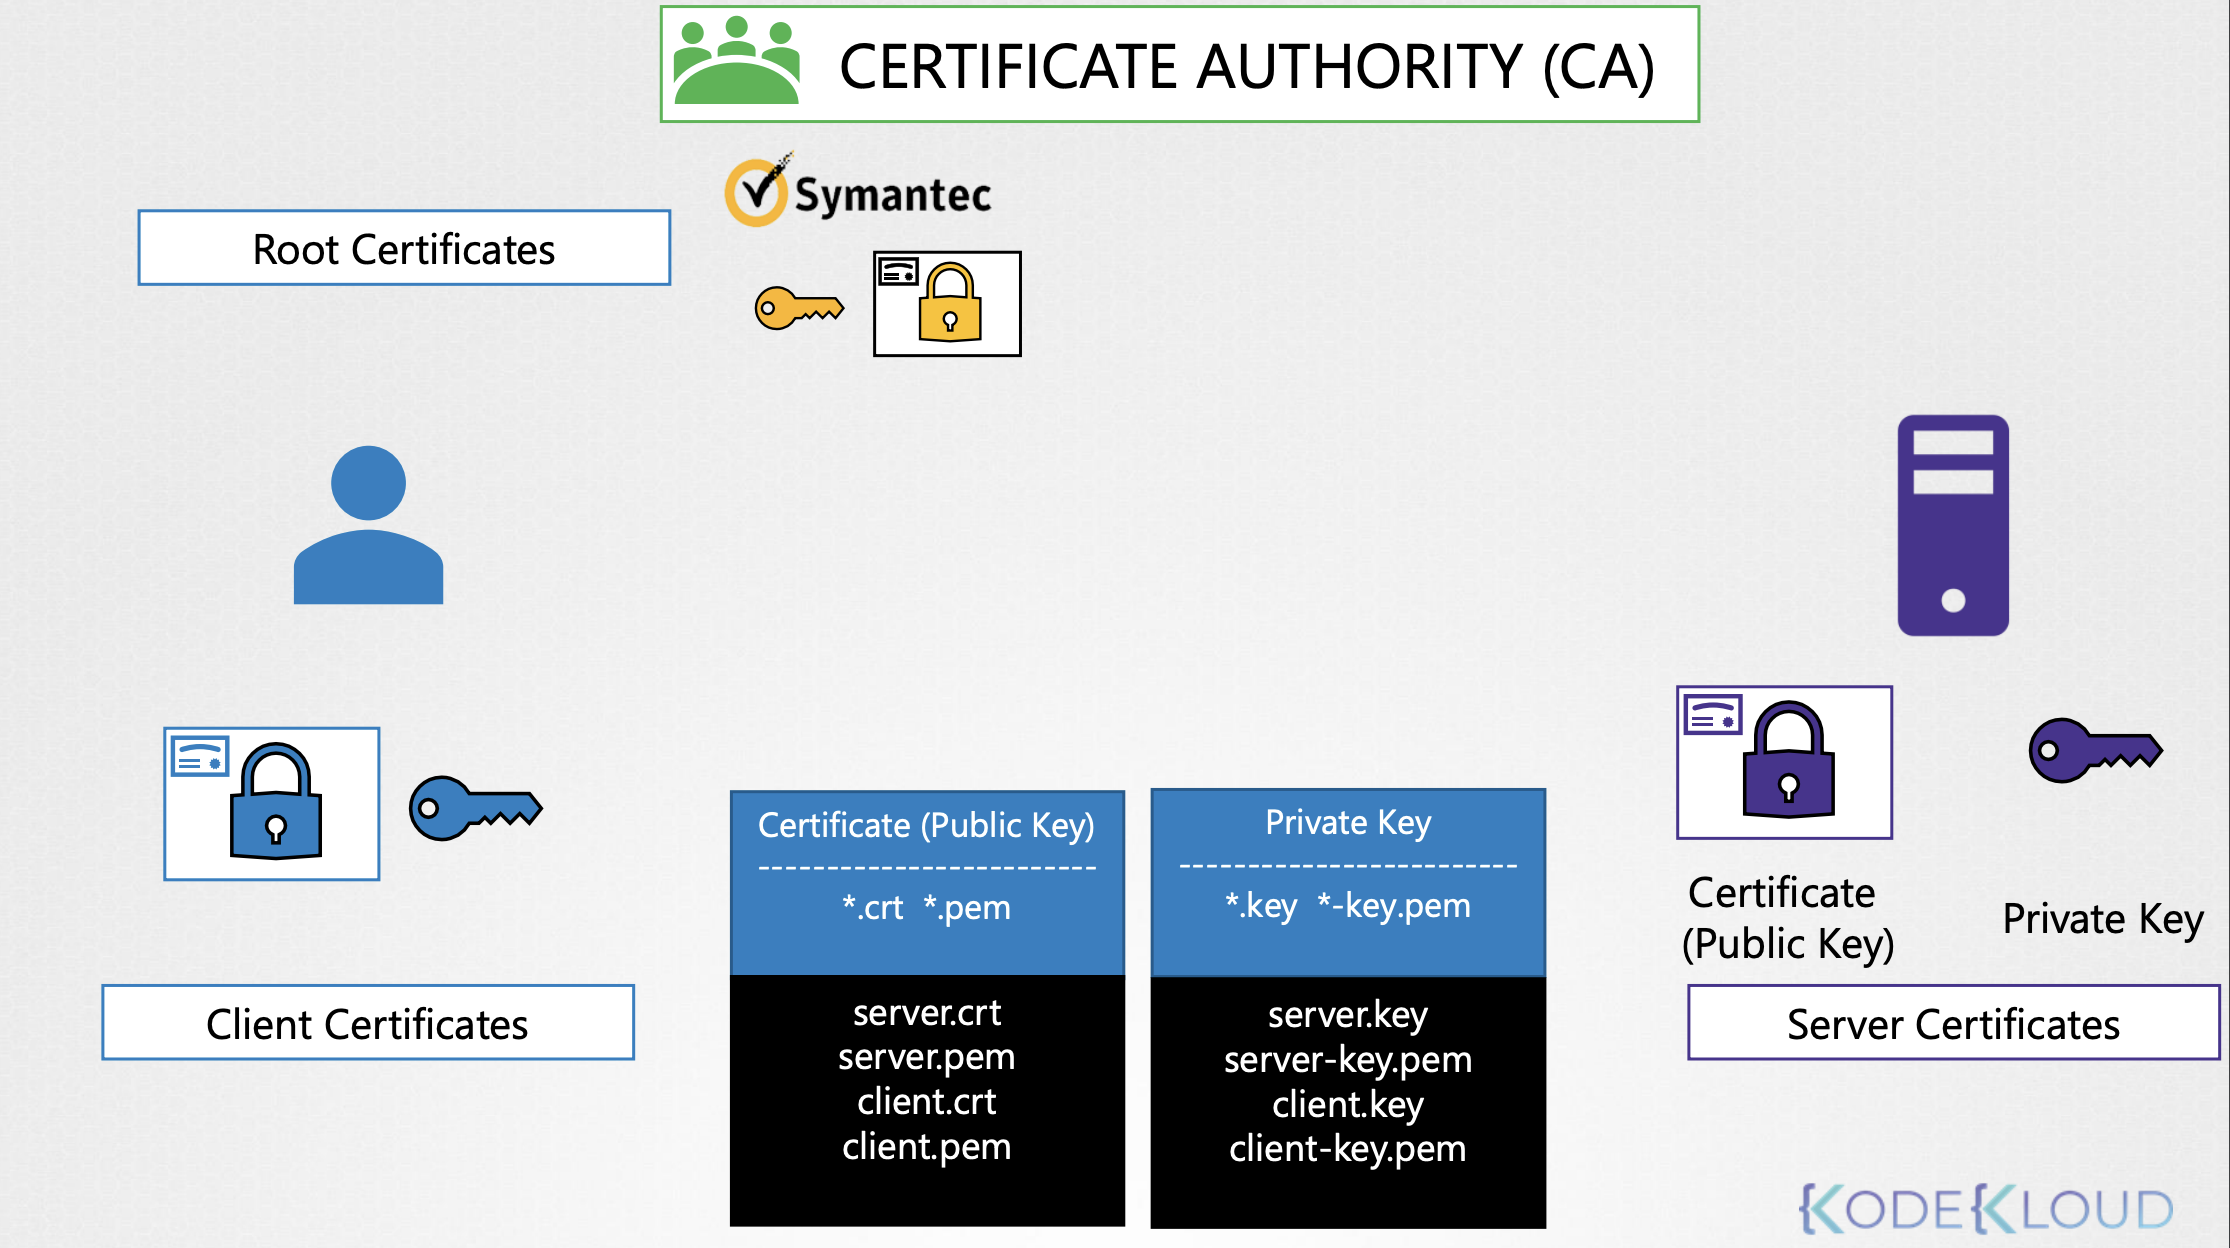 CERTIFICATE AUTHORITY (CA)
Symantec
Root Certificates
Certificate (Public Key)
-------------------------
*.crt *.pem
server.crt
server.pem
client.crt
client.pem
Private Key
-------------------------
*.key *-key.pem
server.key
server-key.pem
client.key
client-key.pem
Certificate
(Public Key)
Private Key
Client Certificates
Server Certificates
KODEKLOUD